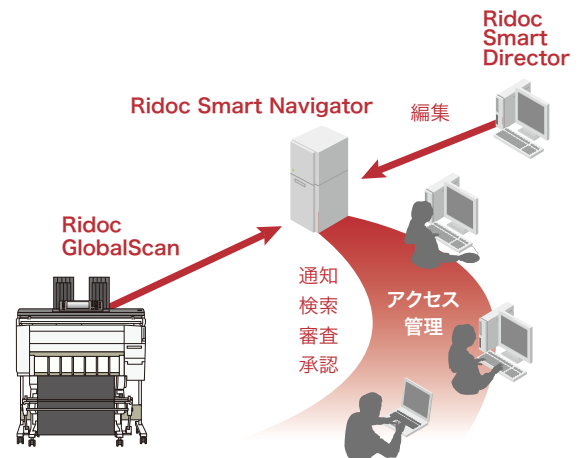 Ridoc
Smart
Director
Ridoc Smart Navigator
編集
Ridoc
GlobalScan
通知
検索
審査
承認
アクセス
管理